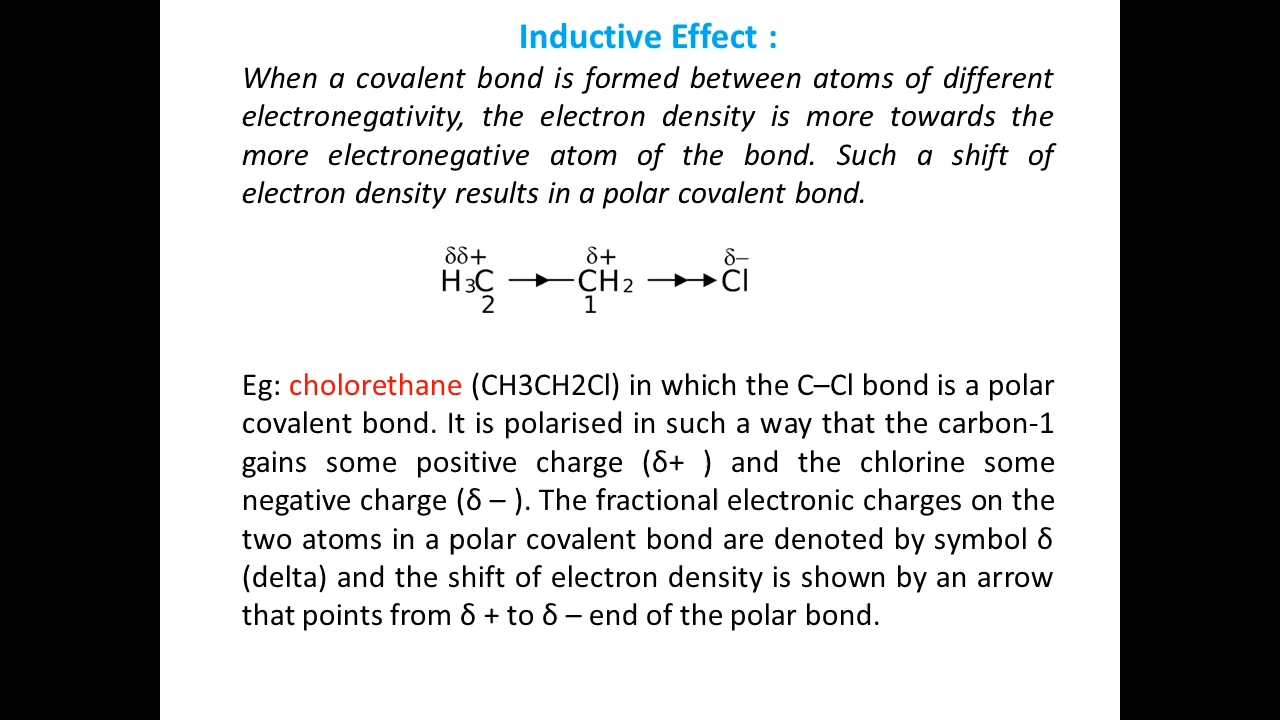 Inductive Effect :
When a covalent bond is formed between atoms of different
electronegativity, the electron density is more towards the
more electronegative atom of the bond. Such a shift of
electron density results in a polar covalent bond.
δδ+ δ+ δ–
H3C CH2 Cl
2 1
Eg: cholorethane (CH3CH2Cl) in which the C–Cl bond is a polar
covalent bond. It is polarised in such a way that the carbon-1
gains some positive charge (δ+ ) and the chlorine some
negative charge (δ – ). The fractional electronic charges on the
two atoms in a polar covalent bond are denoted by symbol δ
(delta) and the shift of electron density is shown by an arrow
that points from δ + to δ – end of the polar bond.